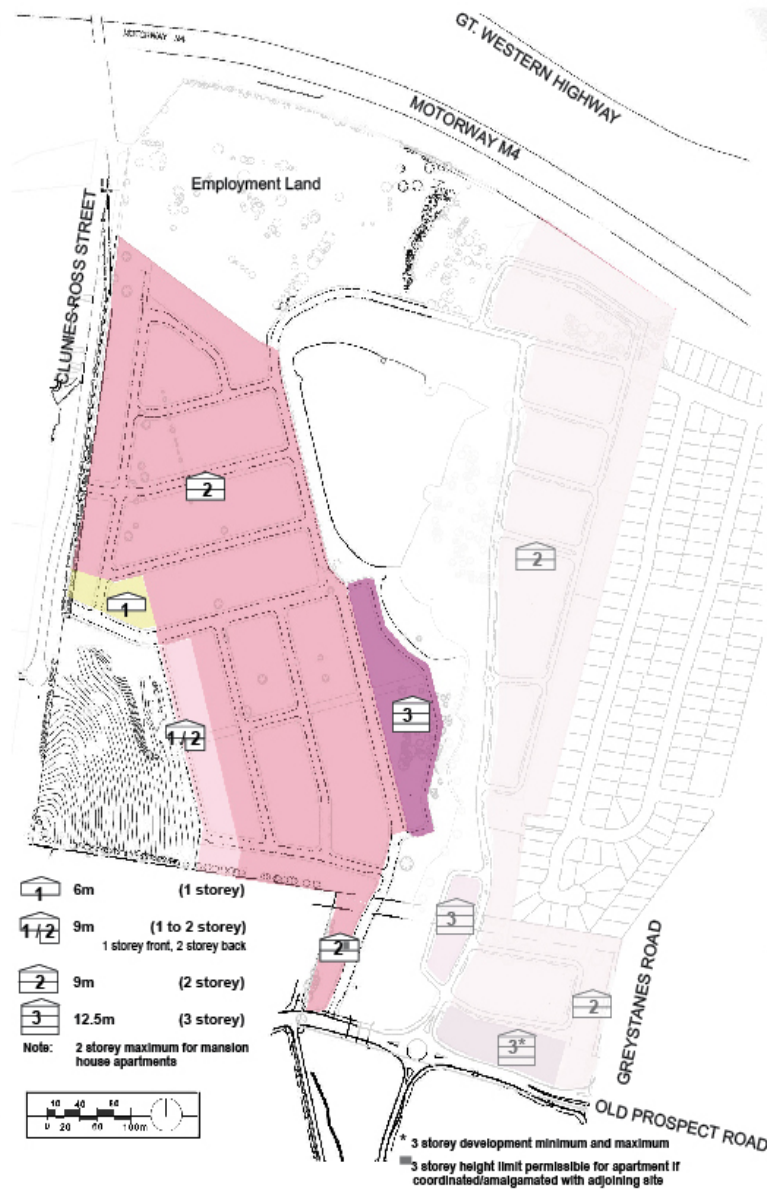 GT. WESTERN HIGHWAY
MOTORWAY M4
MOTORWAY M4
Employment Land
CLUNIES-ROSS STREET
2
2
1
3
1/2
3
2
2
3*
GREYSTANES ROAD
OLD PROSPECT ROAD
1 6m (1 storey)
1/2 9m (1 to 2 storey)
1 storey front, 2 storey back
2 9m (2 storey)
3 12.5m (3 storey)
Note: 2 storey maximum for mansion
house apartments
10 40 80
0 20 60 100m
* 3 storey development minimum and maximum
3 storey height limit permissible for apartment if
coordinated/amalgamated with adjoining site